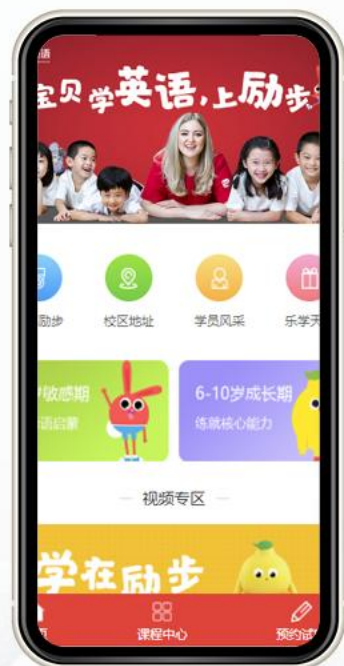 宝贝学英语,上励步
励步
校区地址
学员风采
乐学天
敏感期
语启蒙
6-10岁成长期
练就核心能力
视频专区
学在励步
页
课程中心
预约试